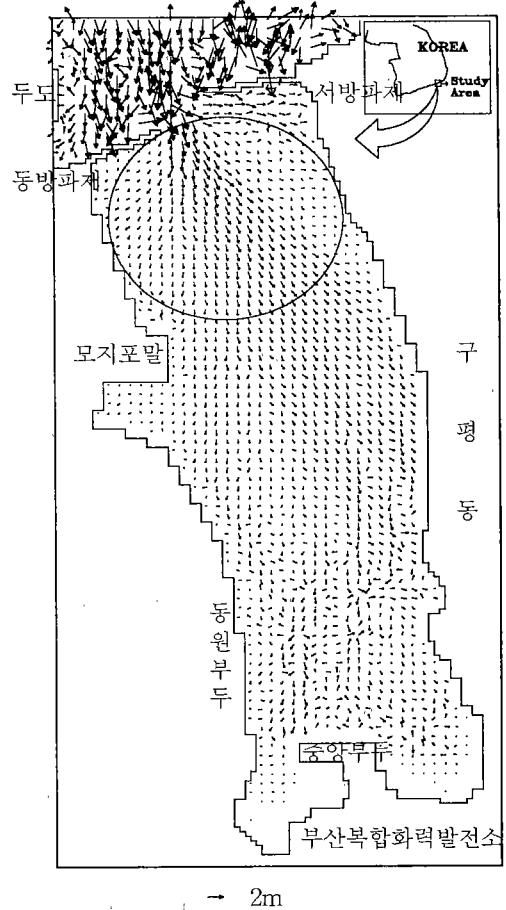 KOREA
Study
Area
두도
서방파제
동방파제
모지포말
구
평
동
동
원
부
두
중앙부두
부산복합화력발전소
2m